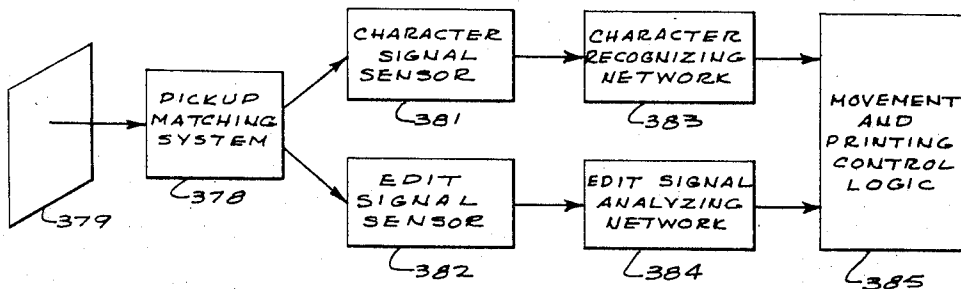 CHARACTER
SIGNAL
SENSOR
381
CHARACTER
RECOGNIZING
NETWORK
383
PICKUP
MATCHING
SYSTEM
378
379
EDIT
SIGNAL
SENSOR
382
EDIT SIGNAL
ANALYZING
NETWORK
384
MOVEMENT
AND
PRINTING
CONTROL
LOGIC
385